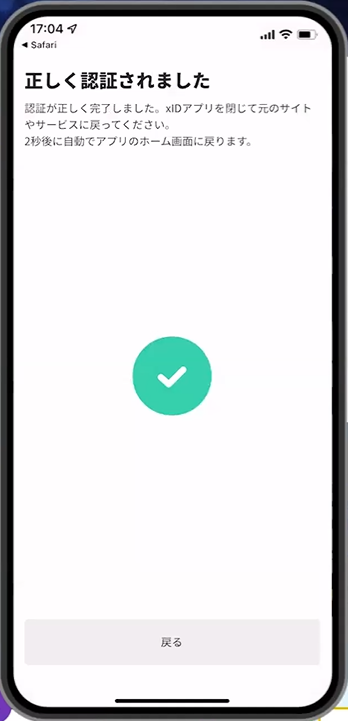 17:04
◀ Safari
正しく認証されました
認証が正しく完了しました。xIDアプリを閉じて元のサイト
やサービスに戻ってください。
2秒後に自動でアプリのホーム画面に戻ります。
戻る